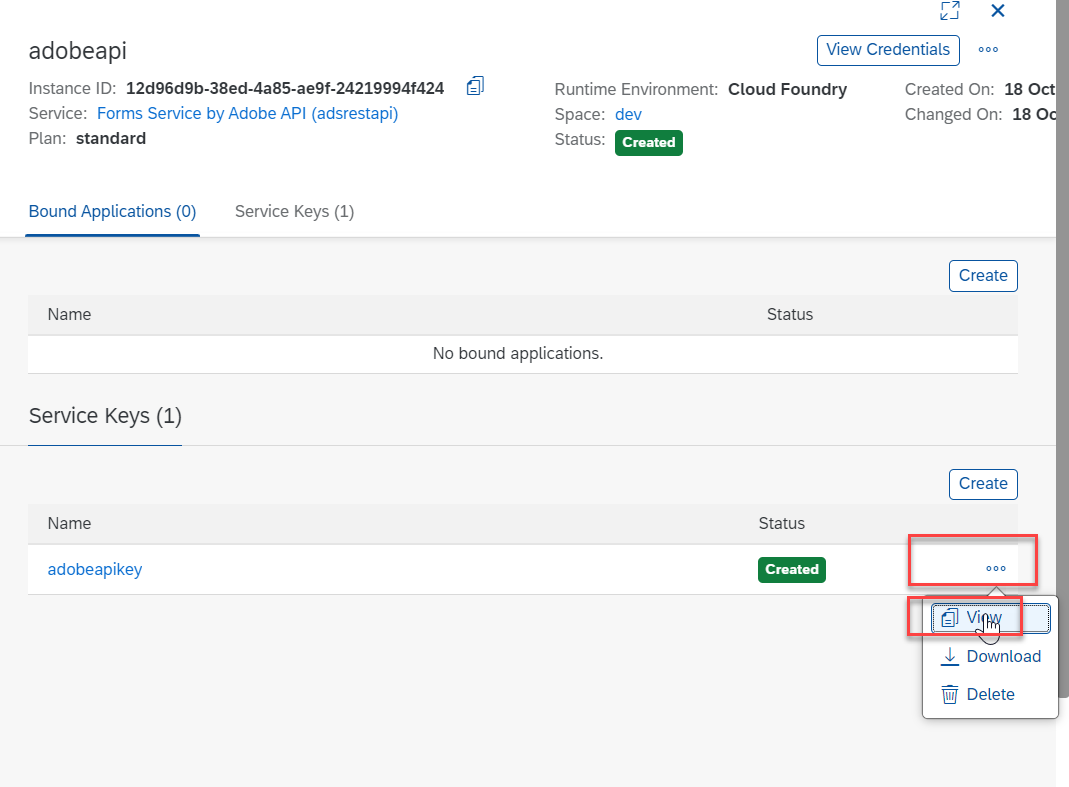 adobeapi
View Credentials
Instance ID: 12d96d9b-38ed-4a85-ae9f-24219994f424
Service: Forms Service by Adobe API (adsrestapi)
Plan: standard
Runtime Environment: Cloud Foundry
Space: dev
Status: Created
Created On: 18 Oct
Changed On: 18 Oc
Bound Applications (0) Service Keys (1)
Create
Name Status
No bound applications.
Service Keys (1)
Create
Name Status
adobeapikey Created
View
Download
Delete